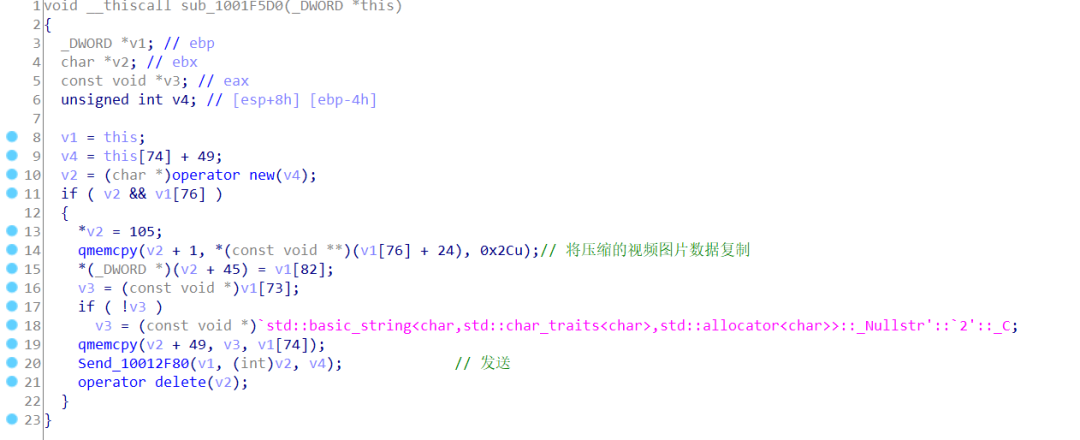 1 void __thiscall sub_1001F5D0(_DWORD *this)
2 {
3 _DWORD *v1; // ebp
4 char *v2; // ebx
5 const void *v3; // eax
6 unsigned int v4; // [esp+8h] [ebp-4h]
7
8 v1 = this;
9 v4 = this[74] + 49;
10 v2 = (char *)operator new(v4);
11 if ( v2 && v1[76] )
12 {
13 *v2 = 105;
14 qmemcpy(v2 + 1, *(const void **)(v1[76] + 24), 0x2Cu);// 将压缩的视频图片数据复制
15 *(_DWORD *)(v2 + 45) = v1[82];
16 v3 = (const void *)v1[73];
17 if ( !v3 )
18 v3 = (const void *)`std::basic_string<char,std::char_traits<char>,std::allocator<char>>::_Nullstr'::`2'::_C;
19 qmemcpy(v2 + 49, v3, v1[74]);
20 Send_10012F80(v1, (int)v2, v4); // 发送
21 operator delete(v2);
22 }
23 }